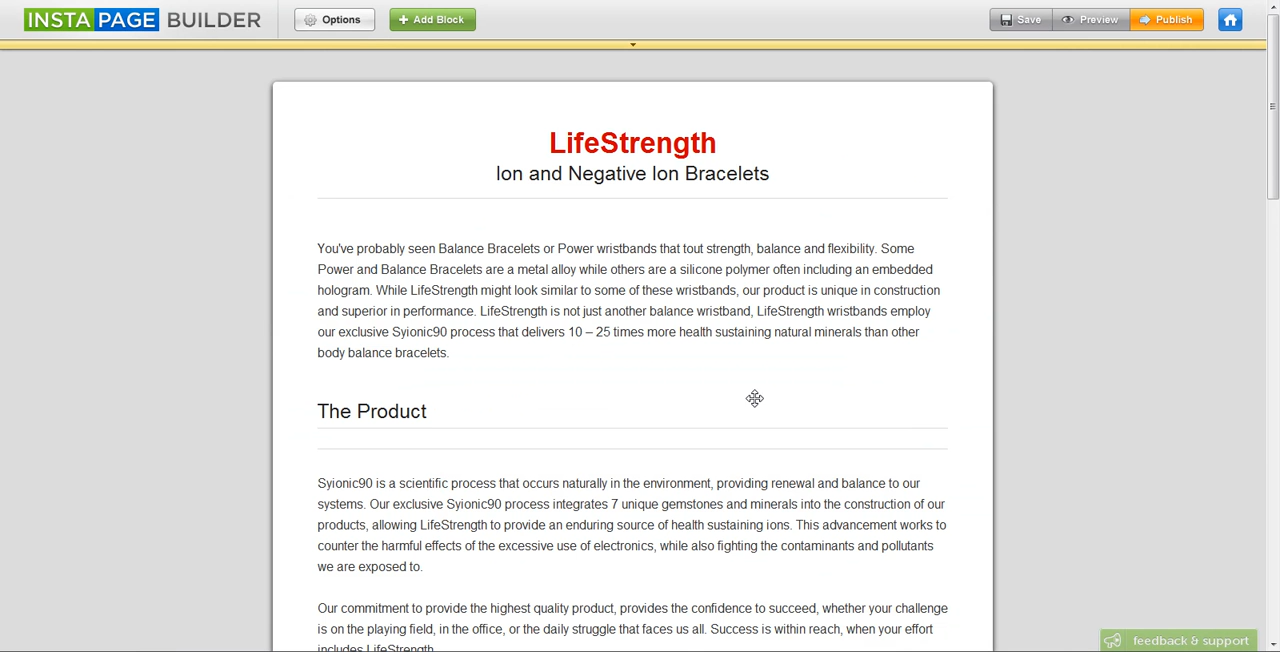 INSTAPAGE BUILDER Options + Add Block Save Preview Publish
LifeStrength
Ion and Negative Ion Bracelets
You've probably seen Balance Bracelets or Power wristbands that tout strength, balance and flexibility. Some
Power and Balance Bracelets are a metal alloy while others are a silicone polymer often including an embedded
hologram. While LifeStrength might look similar to some of these wristbands, our product is unique in construction
and superior in performance. LifeStrength is not just another balance wristband, LifeStrength wristbands employ
our exclusive Syionic90 process that delivers 10 – 25 times more health sustaining natural minerals than other
body balance bracelets.
The Product
Syionic90 is a scientific process that occurs naturally in the environment, providing renewal and balance to our
systems. Our exclusive Syionic90 process integrates 7 unique gemstones and minerals into the construction of our
products, allowing LifeStrength to provide an enduring source of health sustaining ions. This advancement works to
counter the harmful effects of the excessive use of electronics, while also fighting the contaminants and pollutants
we are exposed to.
Our commitment to provide the highest quality product, provides the confidence to succeed, whether your challenge
is on the playing field, in the office, or the daily struggle that faces us all. Success is within reach, when your effort
includes LifeStrength.
feedback & support